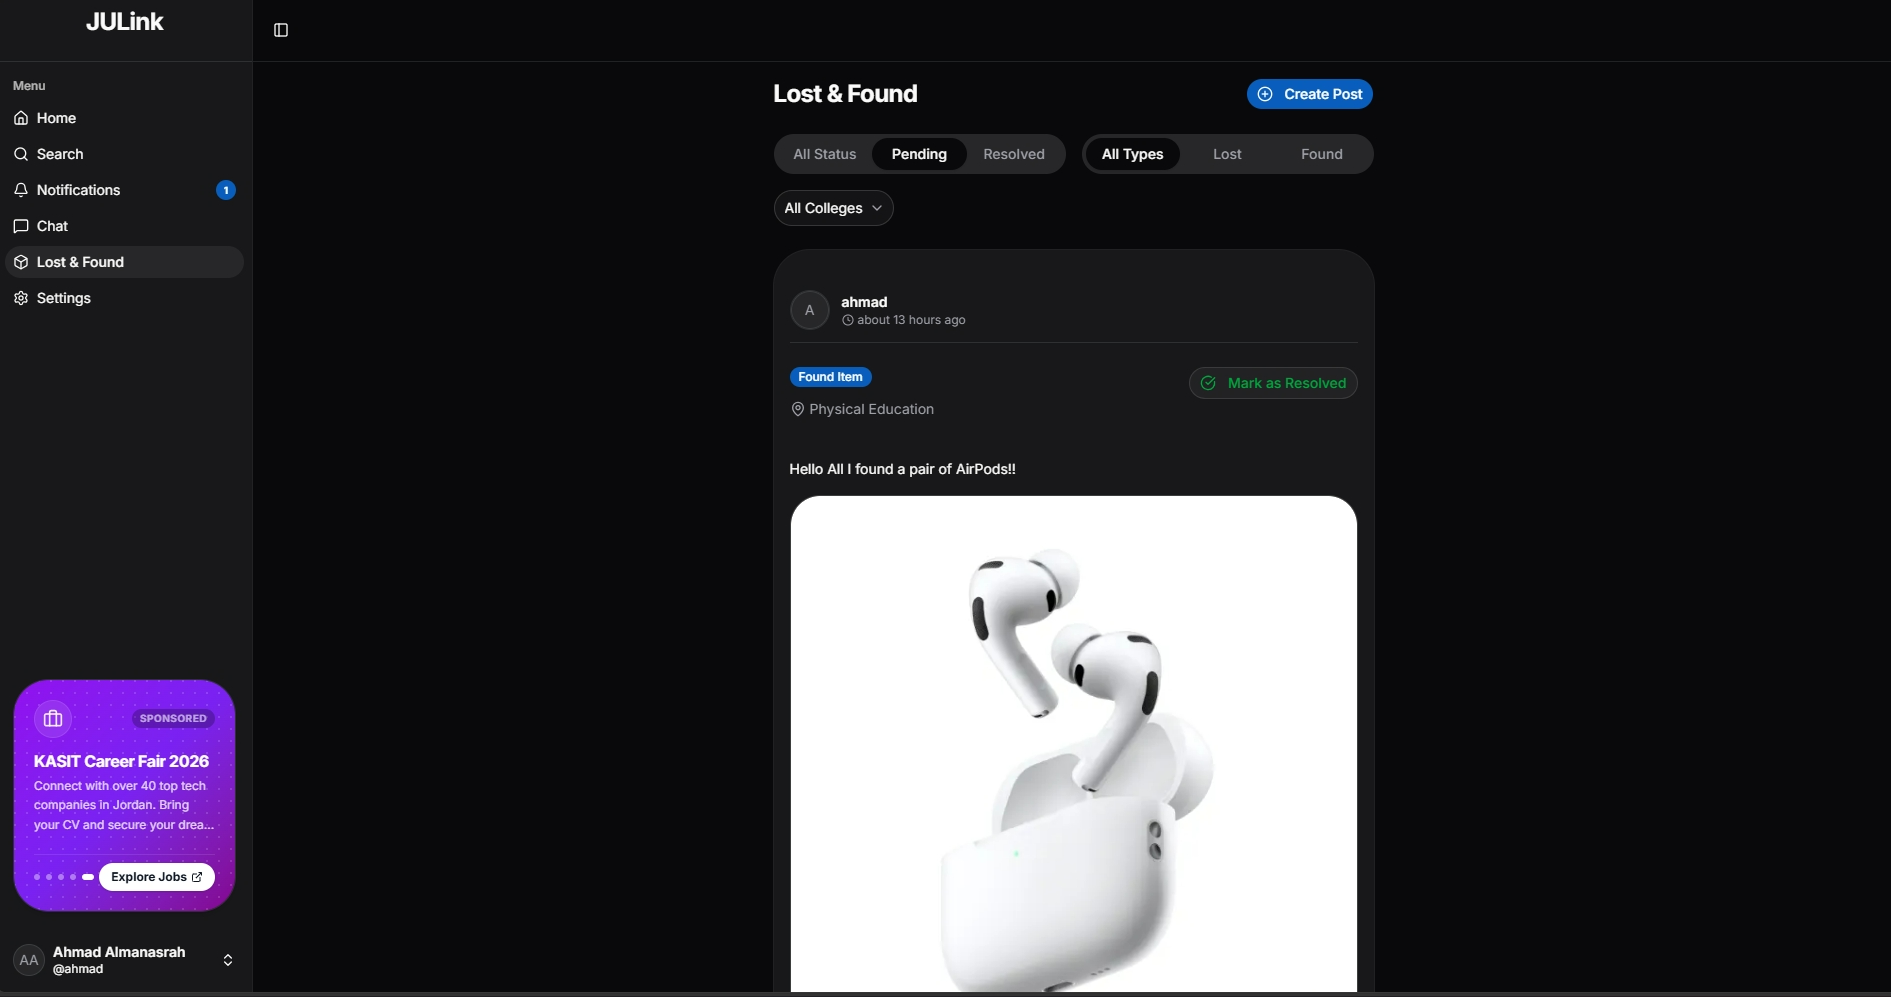 JULink
Menu
Home
Search
Notifications
1
Chat
Lost & Found
Settings
SPONSORED
KASIT Career Fair 2026
Connect with over 40 top tech
companies in Jordan. Bring
your CV and secure your drea...
Explore Jobs
AA
Ahmad Almanasrah
@ahmad
Lost & Found
Create Post
All Status Pending Resolved All Types Lost Found
All Colleges
A
ahmad
about 13 hours ago
Found Item
Mark as Resolved
Physical Education
Hello All I found a pair of AirPods!!